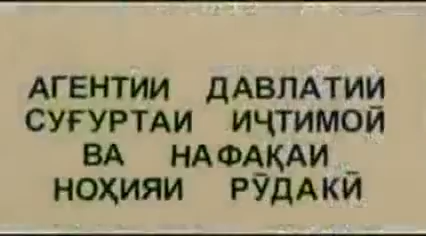 АГЕНТИИ ДАВЛАТИИ
СУҒУРТАИ ИҶТИМОӢ
ВА НАФАҚАИ
НОҲИЯИ РӮДАКӢ